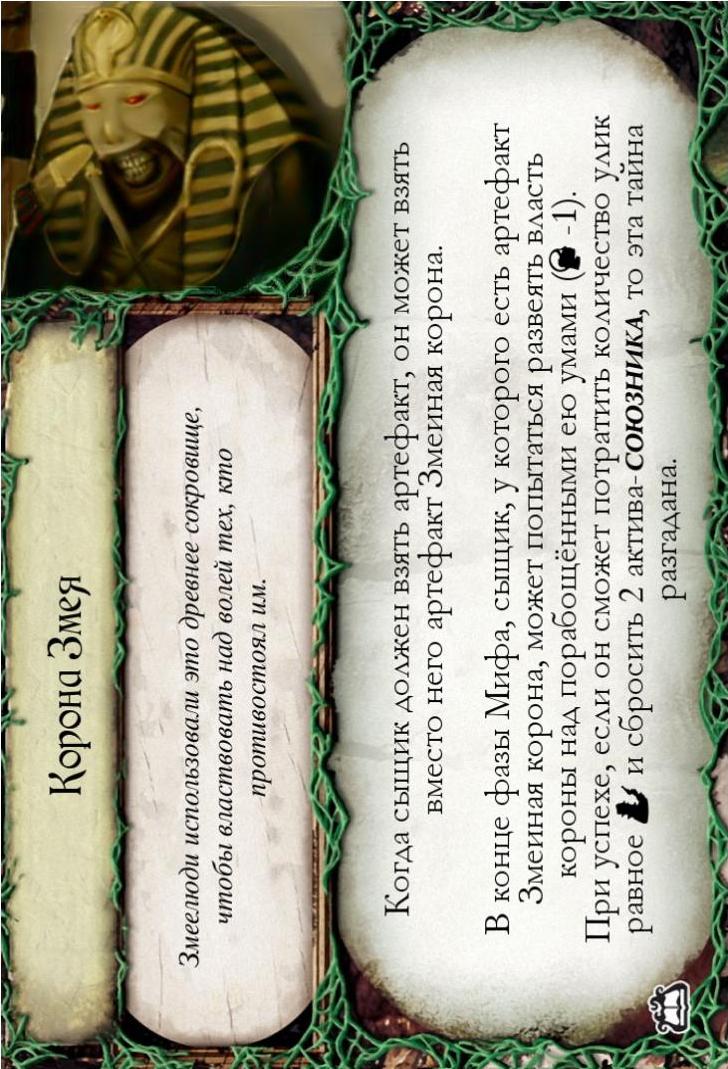 Корона Змея
Змеелюди использовали это древнее сокровище,
чтобы властвовать над волей тех, кто
противостоял им.
Когда сыщик должен взять артефакт, он может взять
вместо него артефакт Змеиная корона.
В конце фазы Мифа, сыщик, у которого есть артефакт
Змеиная корона, может попытаться развеять власть
короны над порабощёнными ею умами ( -1).
При успехе, если он сможет потратить количество улик
равное и сбросить 2 актива-СОЮЗНИКА, то эта тайна
разгадана.